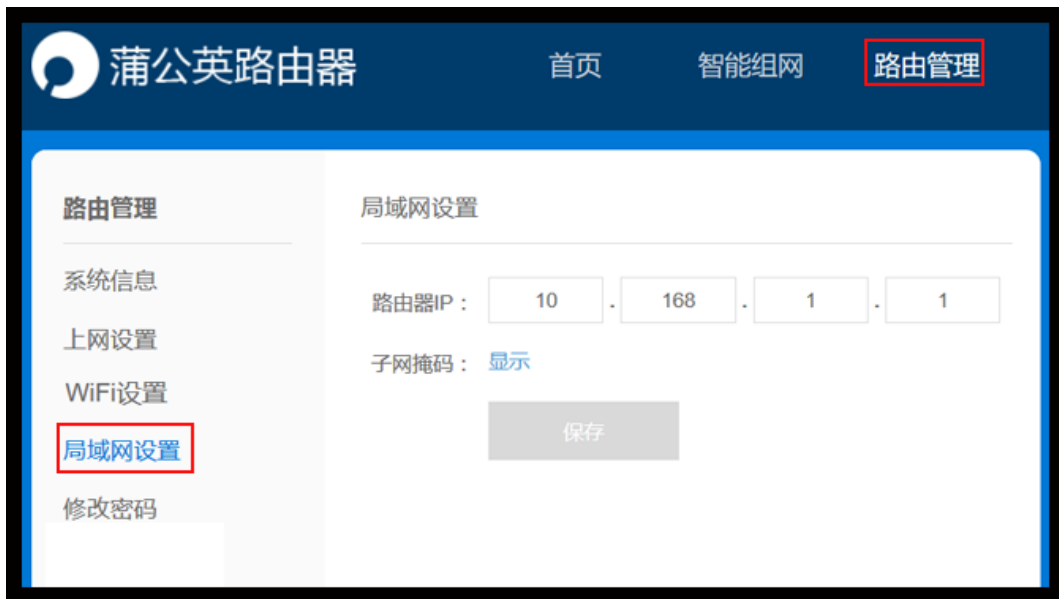 蒲公英路由器 首页 智能组网 路由管理
路由管理
系统信息
上网设置
WiFi设置
局域网设置
修改密码
局域网设置
路由器IP： 10 . 168 . 1 . 1
子网掩码： 显示
保存